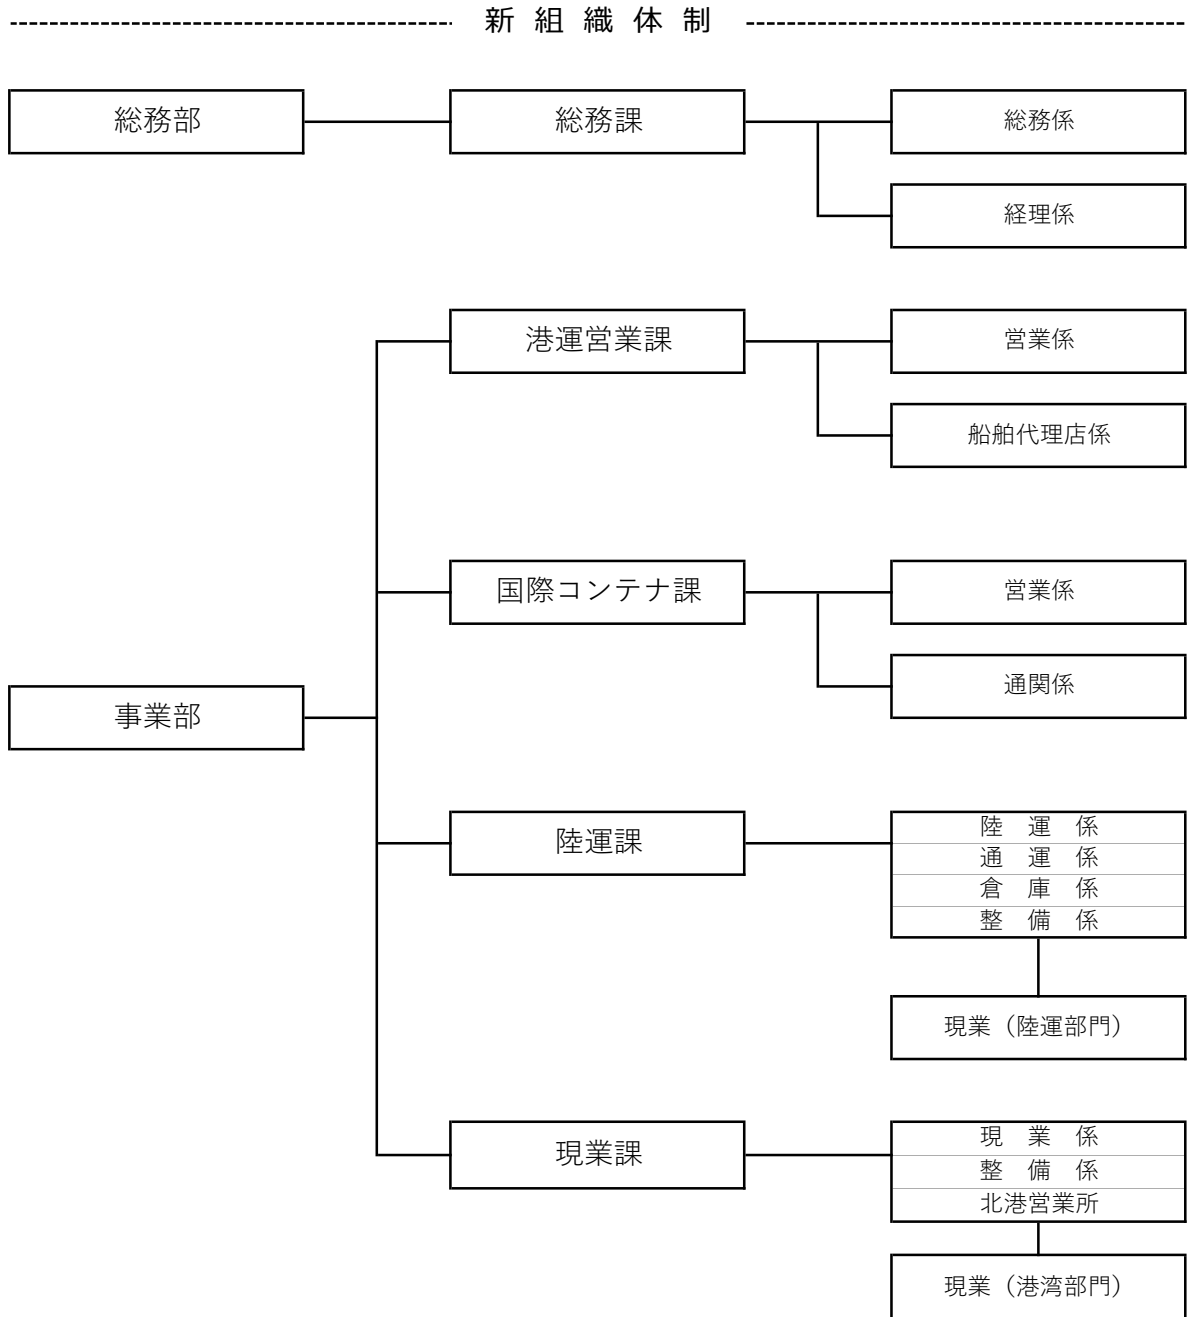 新組織体制
総務部
総務課
総務係
経理係
港運営業課
営業係
船舶代理店係
国際コンテナ課
営業係
通関係
事業部
陸運課
陸運係
通運係
倉庫係
整備係
現業（陸運部門）
現業課
現業係
整備係
北港営業所
現業（港湾部門）